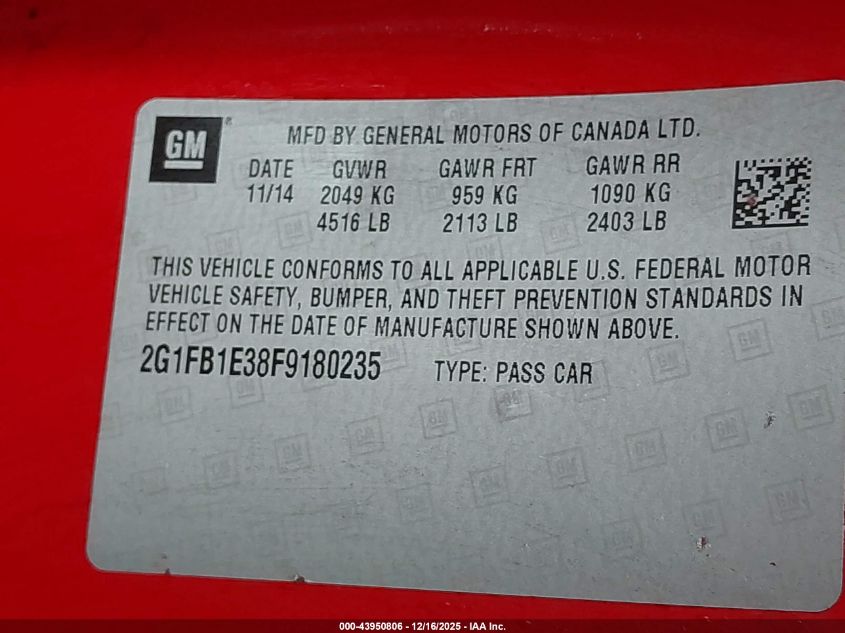 GM ® MFD BY GENERAL MOTORS OF CANADA LTD.
DATE GVWR GAWR FRT GAWR RR
11/14 2049 KG 959 KG 1090 KG
4516 LB 2113 LB 2403 LB
THIS VEHICLE CONFORMS TO ALL APPLICABLE U.S. FEDERAL MOTOR
VEHICLE SAFETY, BUMPER, AND THEFT PREVENTION STANDARDS IN
EFFECT ON THE DATE OF MANUFACTURE SHOWN ABOVE.
2G1FB1E38F9180235 TYPE: PASS CAR
000-43950806 - 12/16/2025 - IAA Inc.